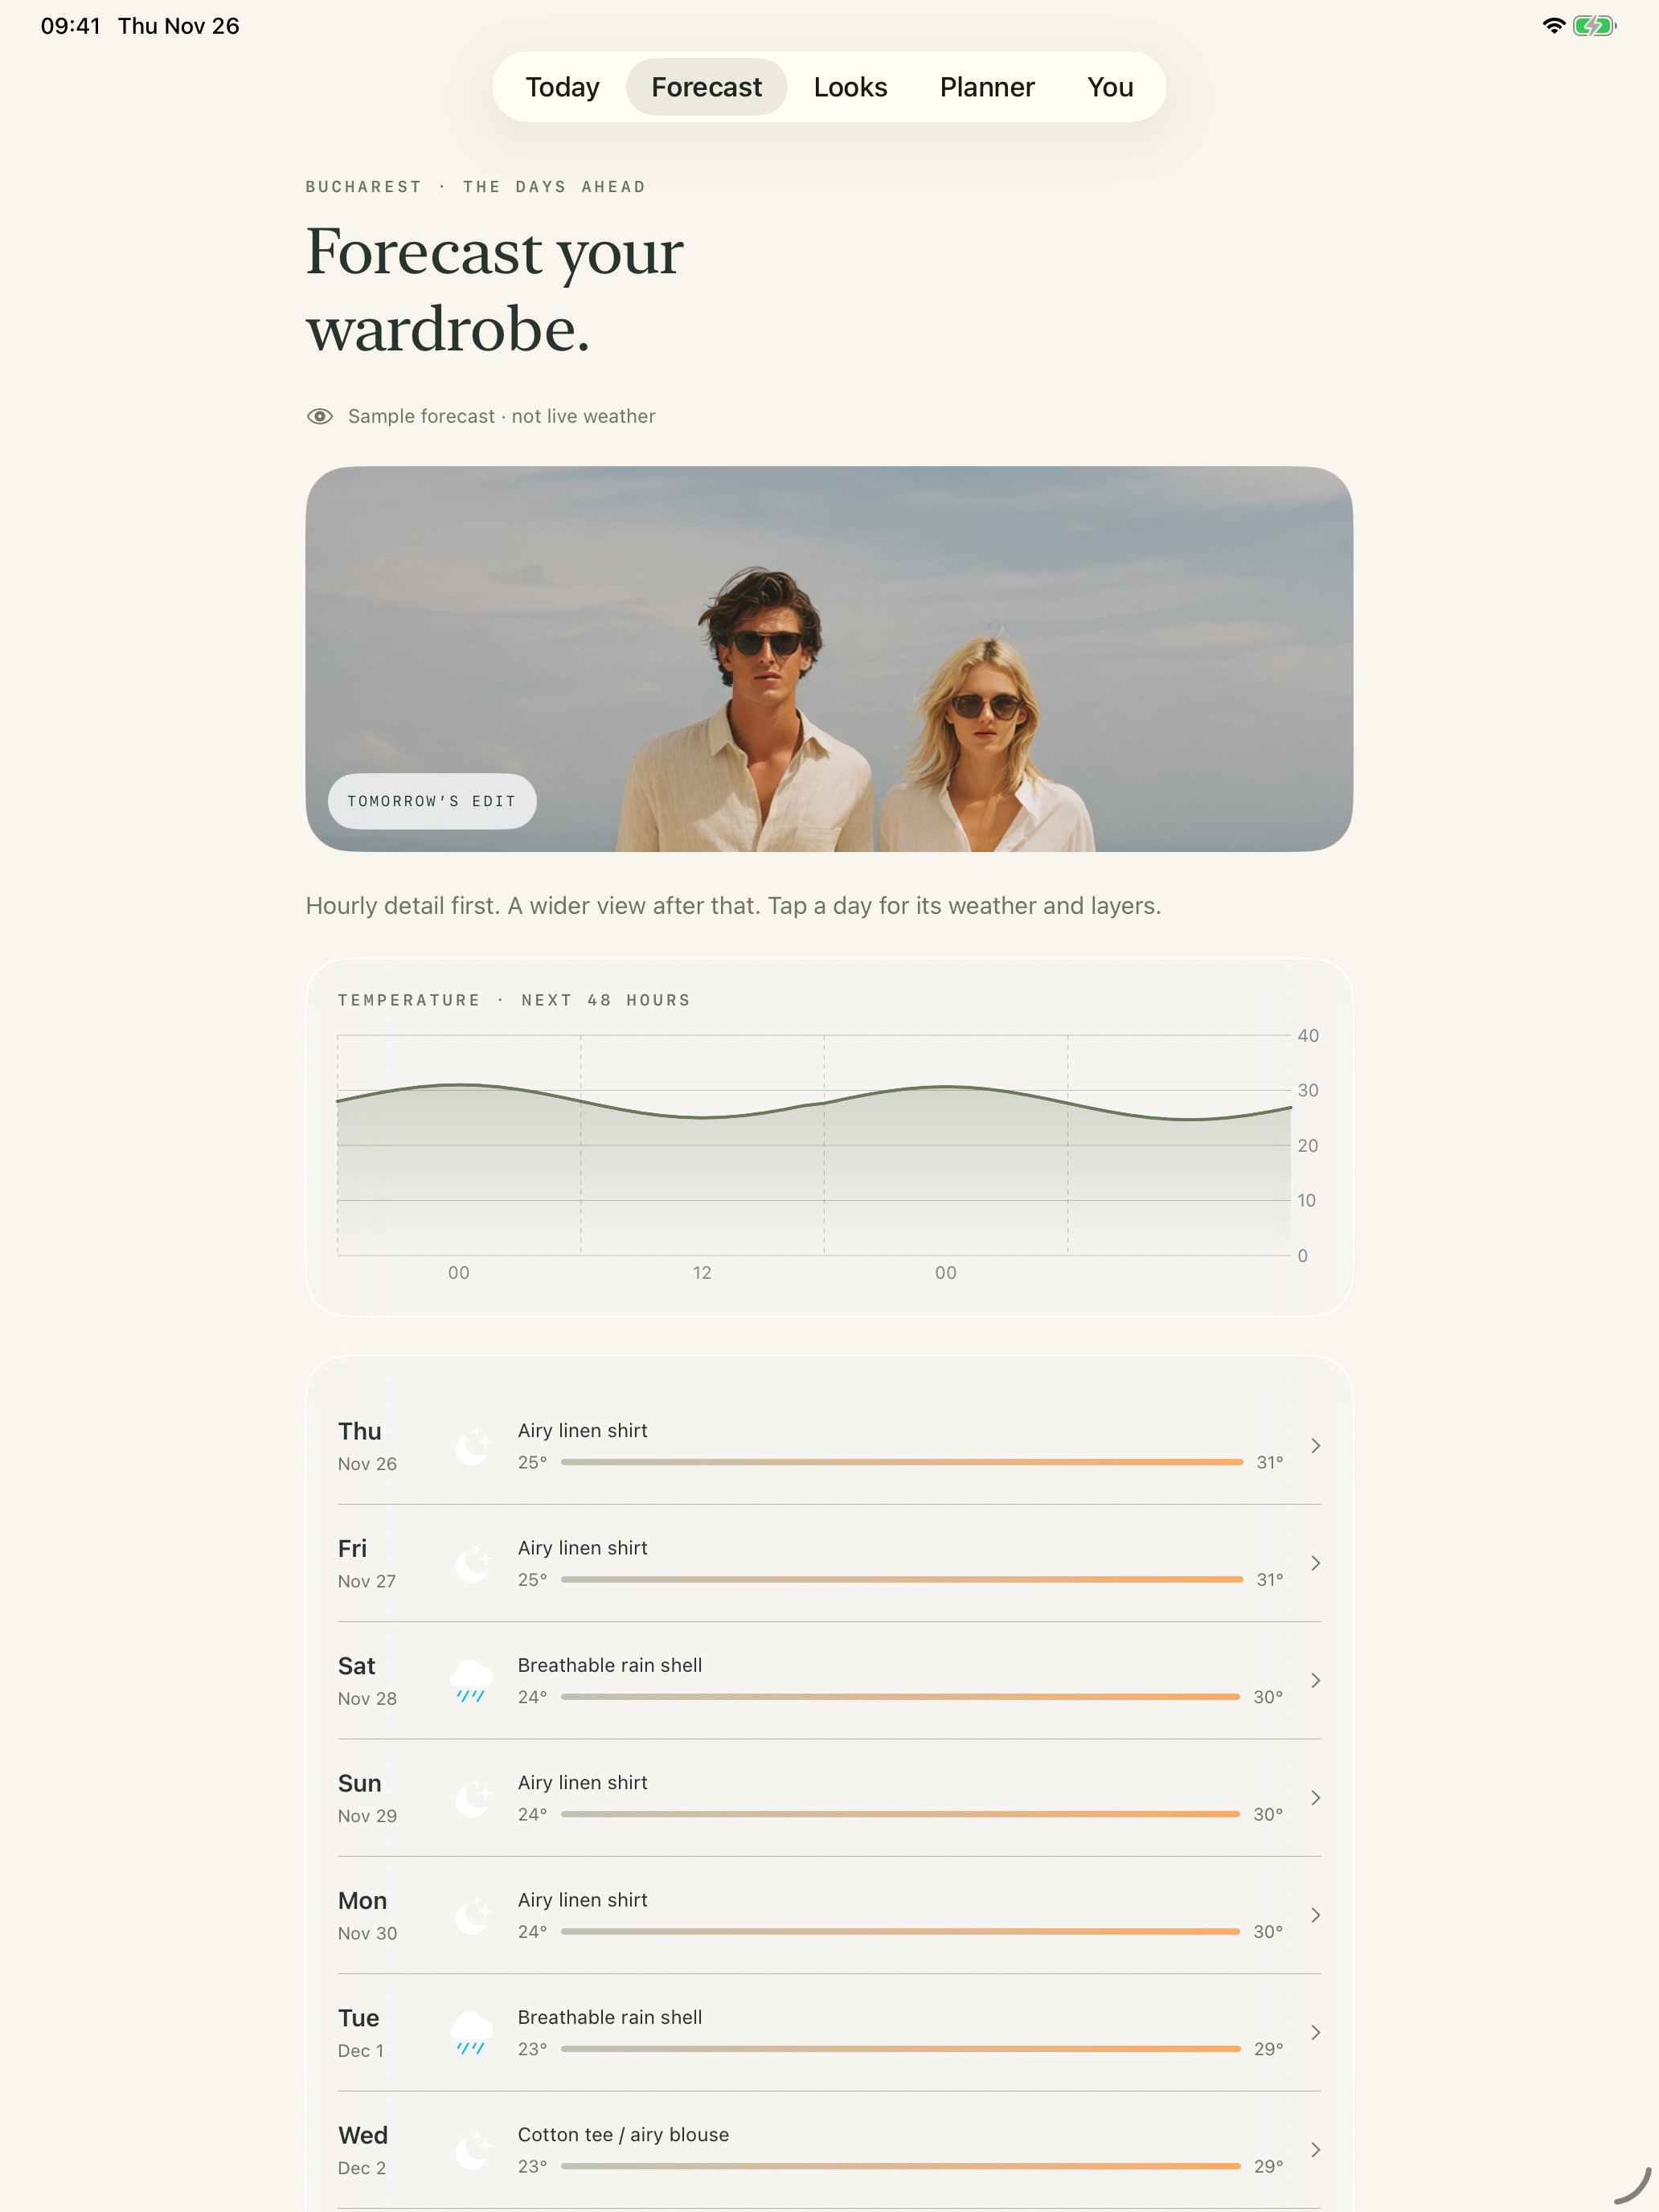 09:41 Thu Nov 26
Today Forecast Looks Planner You
BUCHAREST · THE DAYS AHEAD
Forecast your
wardrobe.
Sample forecast · not live weather
TOMORROW’S EDIT
Hourly detail first. A wider view after that. Tap a day for its weather and layers.
TEMPERATURE · NEXT 48 HOURS
40
30
20
10
0
00 12 00
Thu
Nov 26
Airy linen shirt
25° 31°
Fri
Nov 27
Airy linen shirt
25° 31°
Sat
Nov 28
Breathable rain shell
24° 30°
Sun
Nov 29
Airy linen shirt
24° 30°
Mon
Nov 30
Airy linen shirt
24° 30°
Tue
Dec 1
Breathable rain shell
23° 29°
Wed
Dec 2
Cotton tee / airy blouse
23° 29°